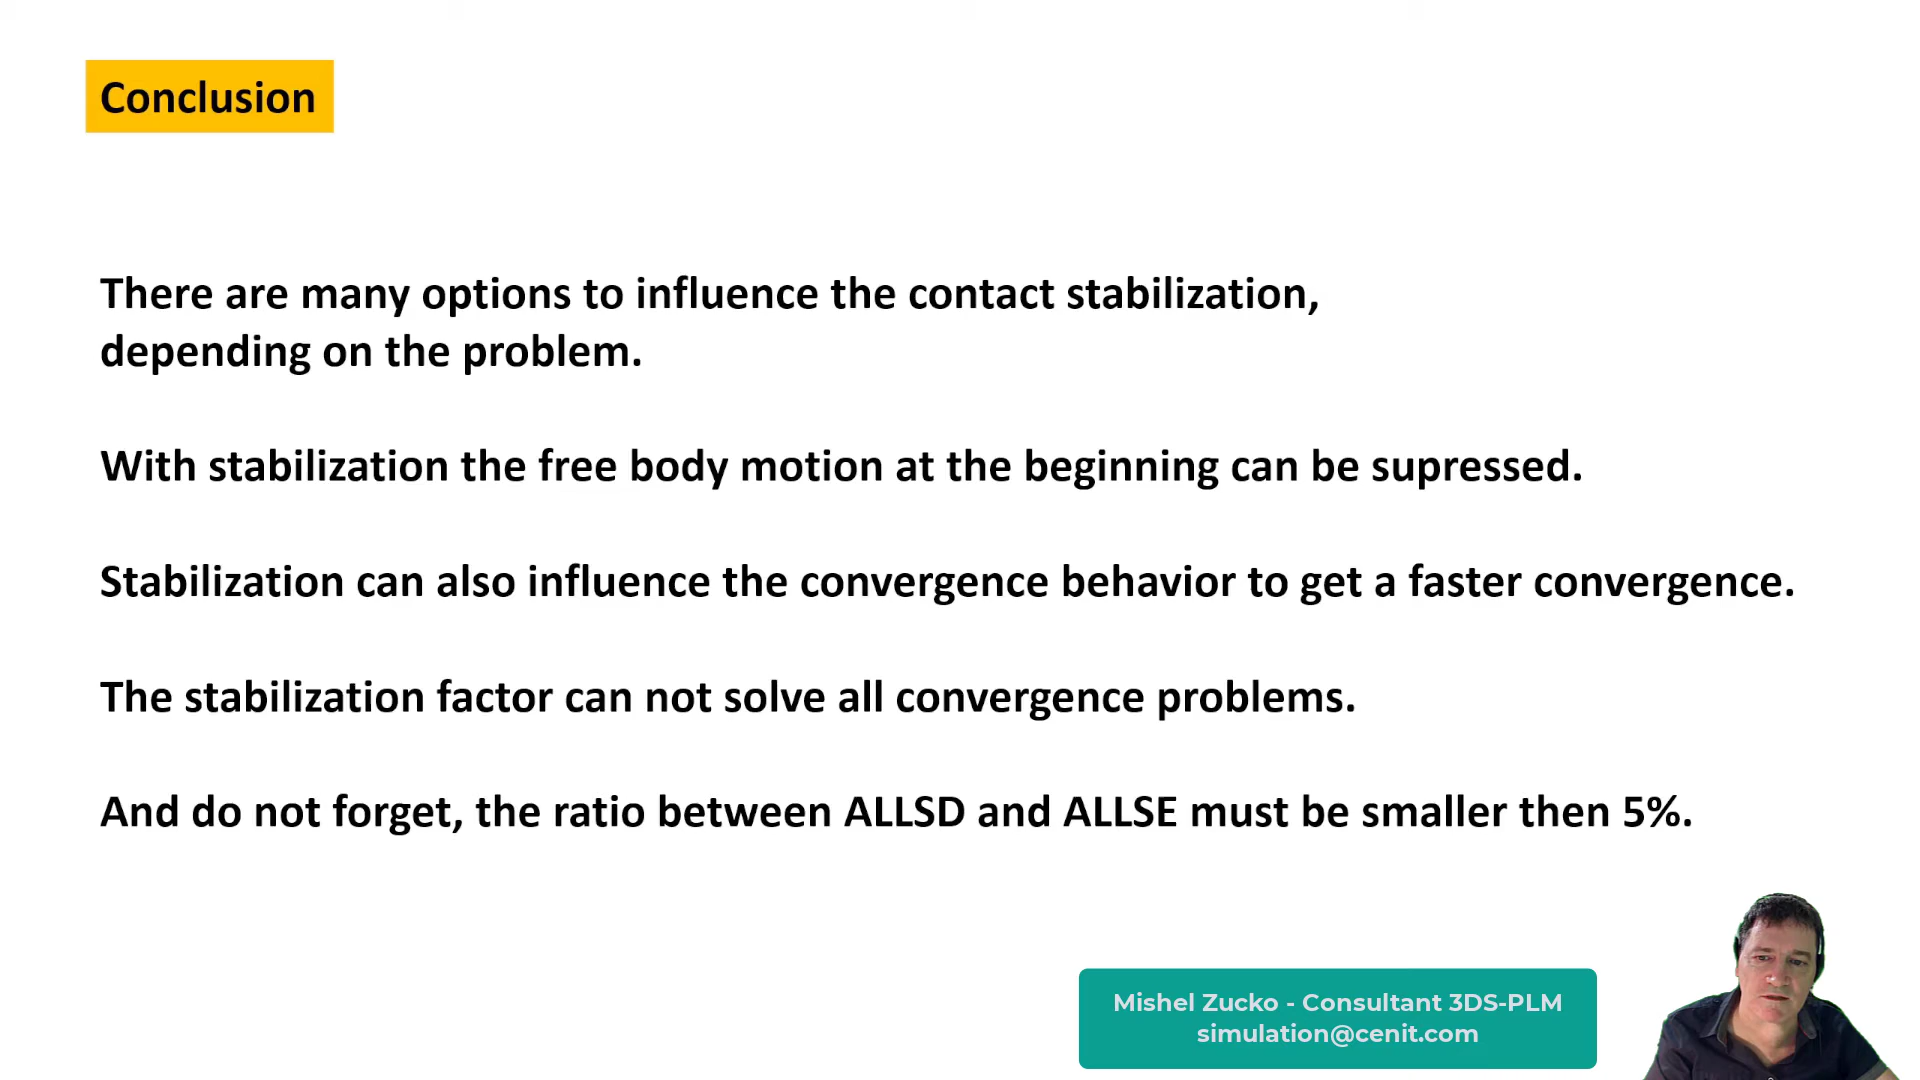 Conclusion
There are many options to influence the contact stabilization,
depending on the problem.
With stabilization the free body motion at the beginning can be supressed.
Stabilization can also influence the convergence behavior to get a faster convergence.
The stabilization factor can not solve all convergence problems.
And do not forget, the ratio between ALLSD and ALLSE must be smaller then 5%.
Mishel Zucko - Consultant 3DS-PLM
simulation@cenit.com